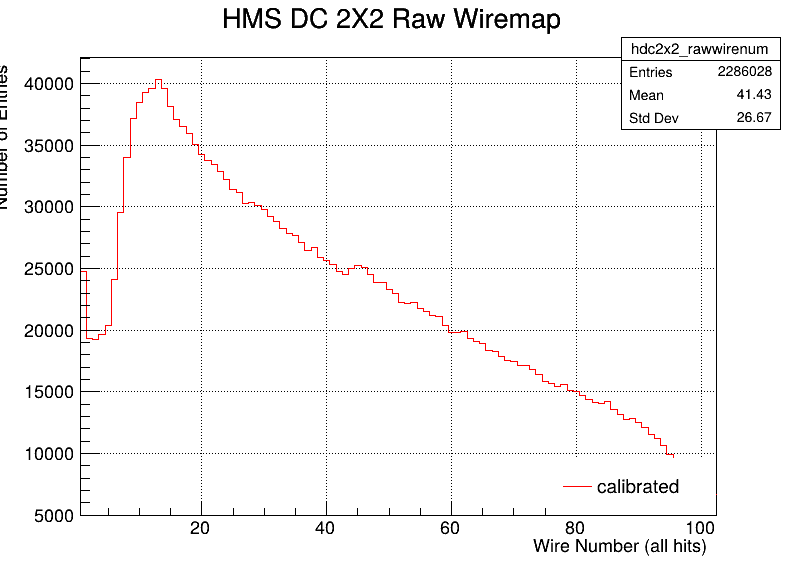 HMS DC 2X2 Raw Wiremap
hdc2x2_rawwirenum
Entries 2286028
Mean 41.43
Std Dev 26.67
Number of Entries
40000
35000
30000
25000
20000
15000
10000
5000
calibrated
20 40 60 80 100
Wire Number (all hits)